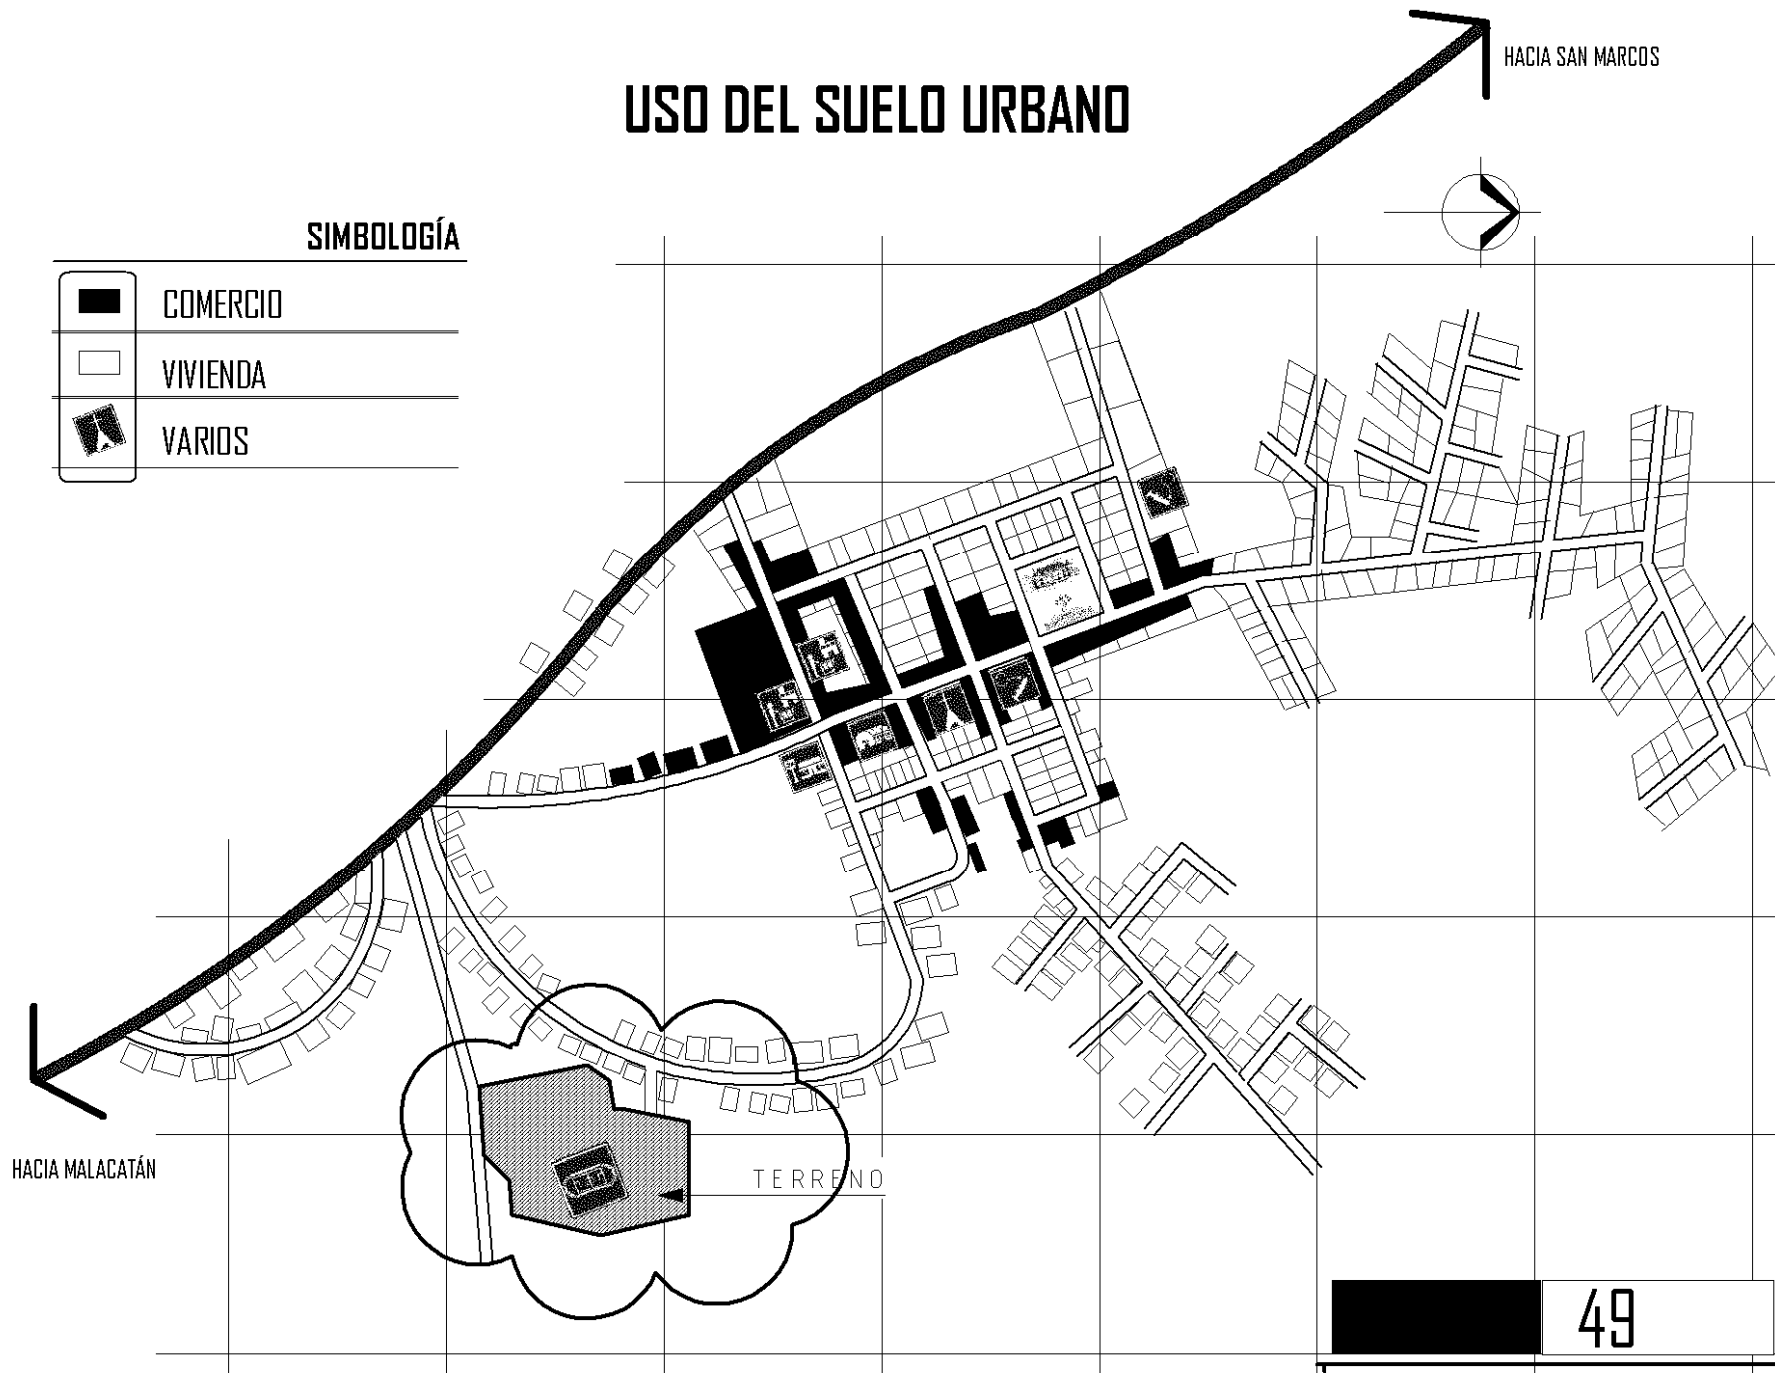 HACIA SAN MARCOS
USO DEL SUELO URBANO
SIMBOLOGÍA
COMERCIO
VIVIENDA
VARIOS
HACIA MALACATÁN
TERRENO
49